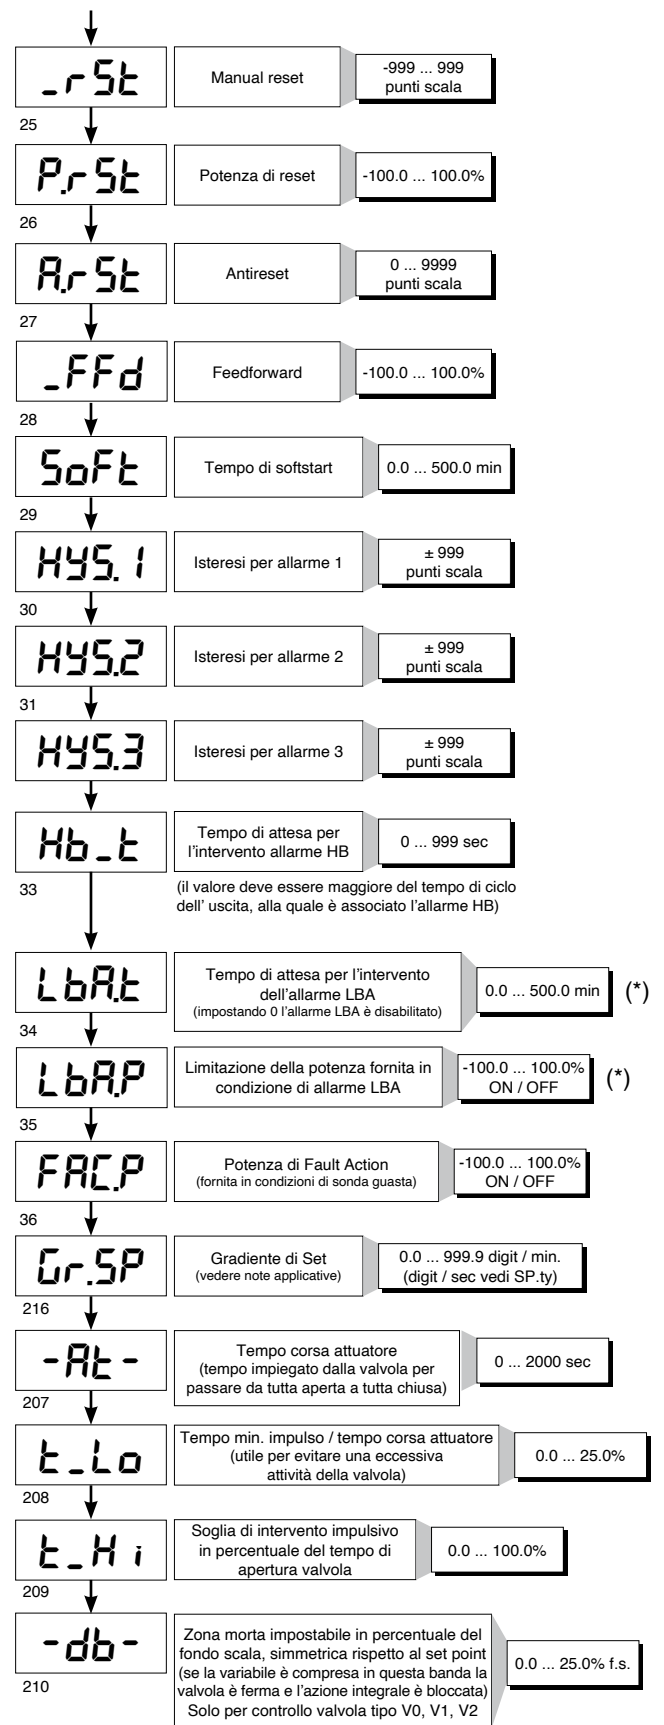 _rSt
Manual reset
-999 ... 999
punti scala
25
P.rSt
Potenza di reset
-100.0 ... 100.0%
26
A.rSt
Antireset
0 ... 9999
punti scala
27
_FFd
Feedforward
-100.0 ... 100.0%
28
SoFt
Tempo di softstart
0.0 ... 500.0 min
29
HYS.1
Isteresi per allarme 1
± 999
punti scala
30
HYS.2
Isteresi per allarme 2
± 999
punti scala
31
HYS.3
Isteresi per allarme 3
± 999
punti scala
Hb_t
Tempo di attesa per
l'intervento allarme HB
0 ... 999 sec
33
(il valore deve essere maggiore del tempo di ciclo
dell' uscita, alla quale è associato l'allarme HB)
LbA.t
Tempo di attesa per l'intervento
dell'allarme LBA
(impostando 0 l'allarme LBA è disabilitato)
0.0 ... 500.0 min
(*)
34
LbA.P
Limitazione della potenza fornita in
condizione di allarme LBA
-100.0 ... 100.0%
ON / OFF
(*)
35
FAC.P
Potenza di Fault Action
(fornita in condizioni di sonda guasta)
-100.0 ... 100.0%
ON / OFF
36
Gr.SP
Gradiente di Set
(vedere note applicative)
0.0 ... 999.9 digit / min.
(digit / sec vedi SP.ty)
216
-At-
Tempo corsa attuatore
(tempo impiegato dalla valvola per
passare da tutta aperta a tutta chiusa)
0 ... 2000 sec
207
t_Lo
Tempo min. impulso / tempo corsa attuatore
(utile per evitare una eccessiva
attività della valvola)
0.0 ... 25.0%
208
t_Hi
Soglia di intervento impulsivo
in percentuale del tempo di
apertura valvola
0.0 ... 100.0%
209
-db-
Zona morta impostabile in percentuale del
fondo scala, simmetrica rispetto al set point
(se la variabile è compresa in questa banda la
valvola è ferma e l'azione integrale è bloccata)
Solo per controllo valvola tipo V0, V1, V2
0.0 ... 25.0% f.s.
210